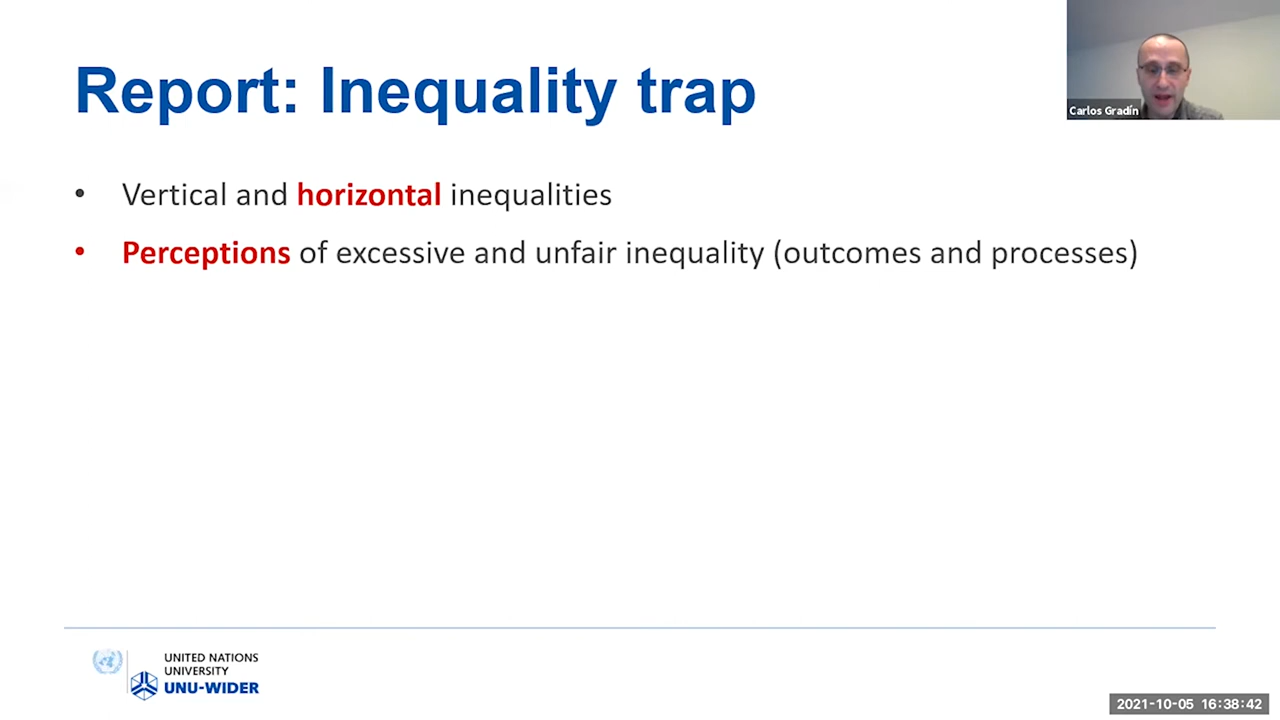 Report: Inequality trap
Carlos Gradín
• Vertical and horizontal inequalities
• Perceptions of excessive and unfair inequality (outcomes and processes)
UNITED NATIONS
UNIVERSITY
UNU-WIDER
2021-10-05 16:38:42